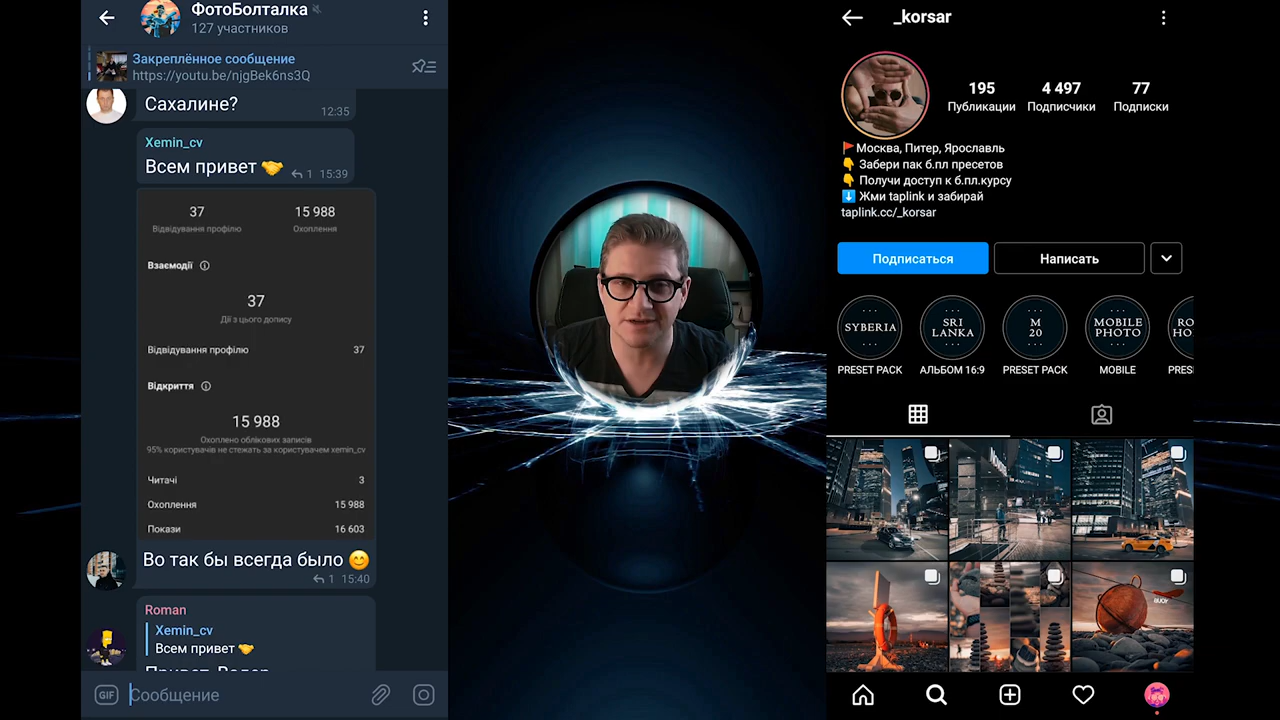 ФотоБолталка
127 участников
Закреплённое сообщение
https://youtu.be/njgBek6ns3Q
Сахалине?
12:35
Xemin_cv
Всем привет
1 15:39
37
15 988
Відвідування профілю
Охоплення
Взаємодії
37
Дії з цього допису
Відвідування профілю
37
Відкриття
15 988
Охоплено облікових записів
95% користувачів не стежать за користувачем xemin_cv
Читачі
3
Охоплення
15 988
Покази
16 603
Во так бы всегда было
1 15:40
Roman
Xemin_cv
Всем привет
GIF
Сообщение
_korsar
195
4 497
77
Публикации
Подписчики
Подписки
Москва, Питер, Ярославль
Забери пак б.пл пресетов
Получи доступ к б.пл.курсу
Жми taplink и забирай
taplink.cc/_korsar
Подписаться
Написать
SYBERIA
SRI
LANKA
M
20
MOBILE
PHOTO
RO
HO
PRESET PACK
АЛЬБОМ 16:9
PRESET PACK
MOBILE
PRES